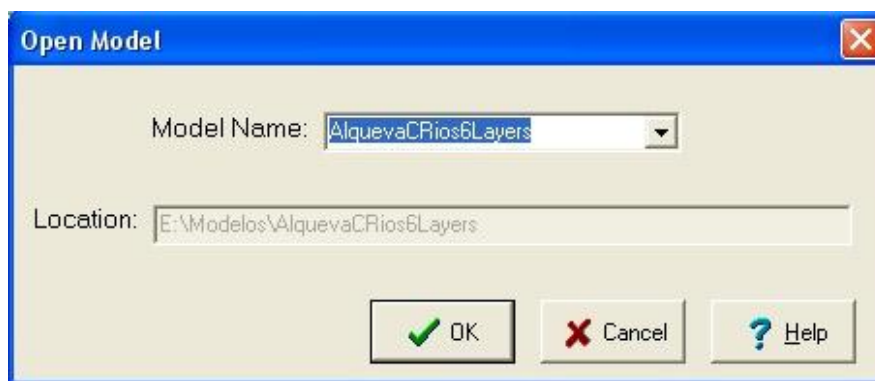 Open Model
Model Name: AlquevaCRios6Layers
Location: E:\Modelos\AlquevaCRios6Layers
OK Cancel Help